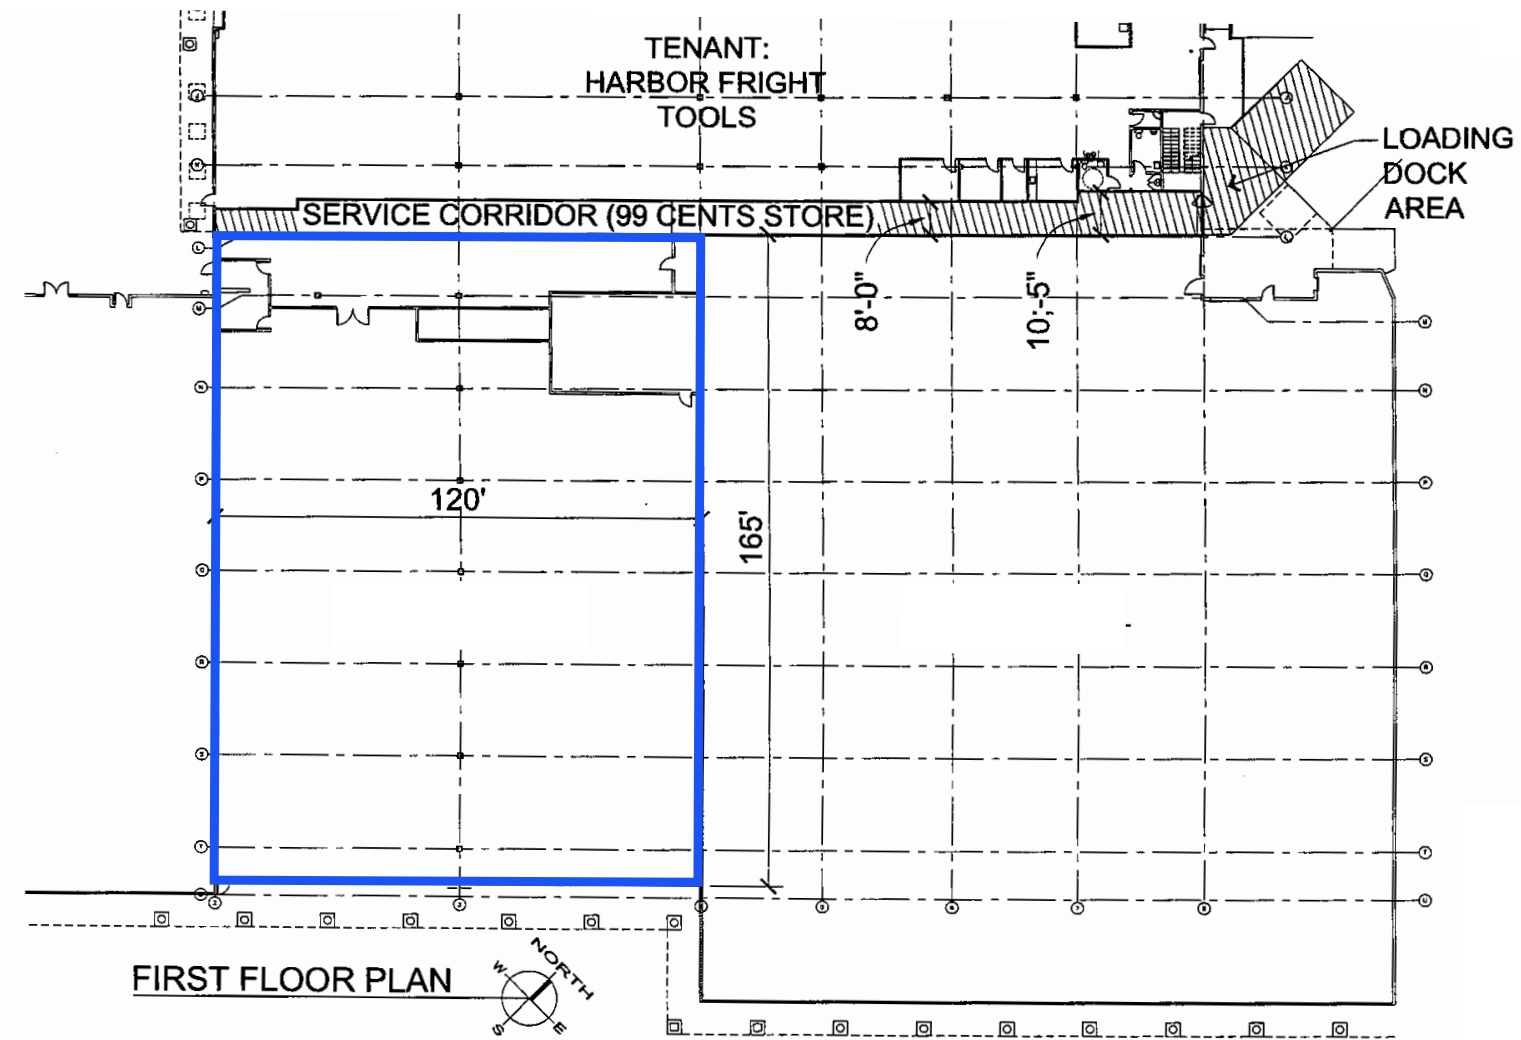 TENANT:
HARBOR FRIGHT
TOOLS
LOADING
DOCK
AREA
SERVICE CORRIDOR (99 CENTS STORE)
8'-0"
10;-5"
120'
165'
FIRST FLOOR PLAN
NORTH
W
S
E